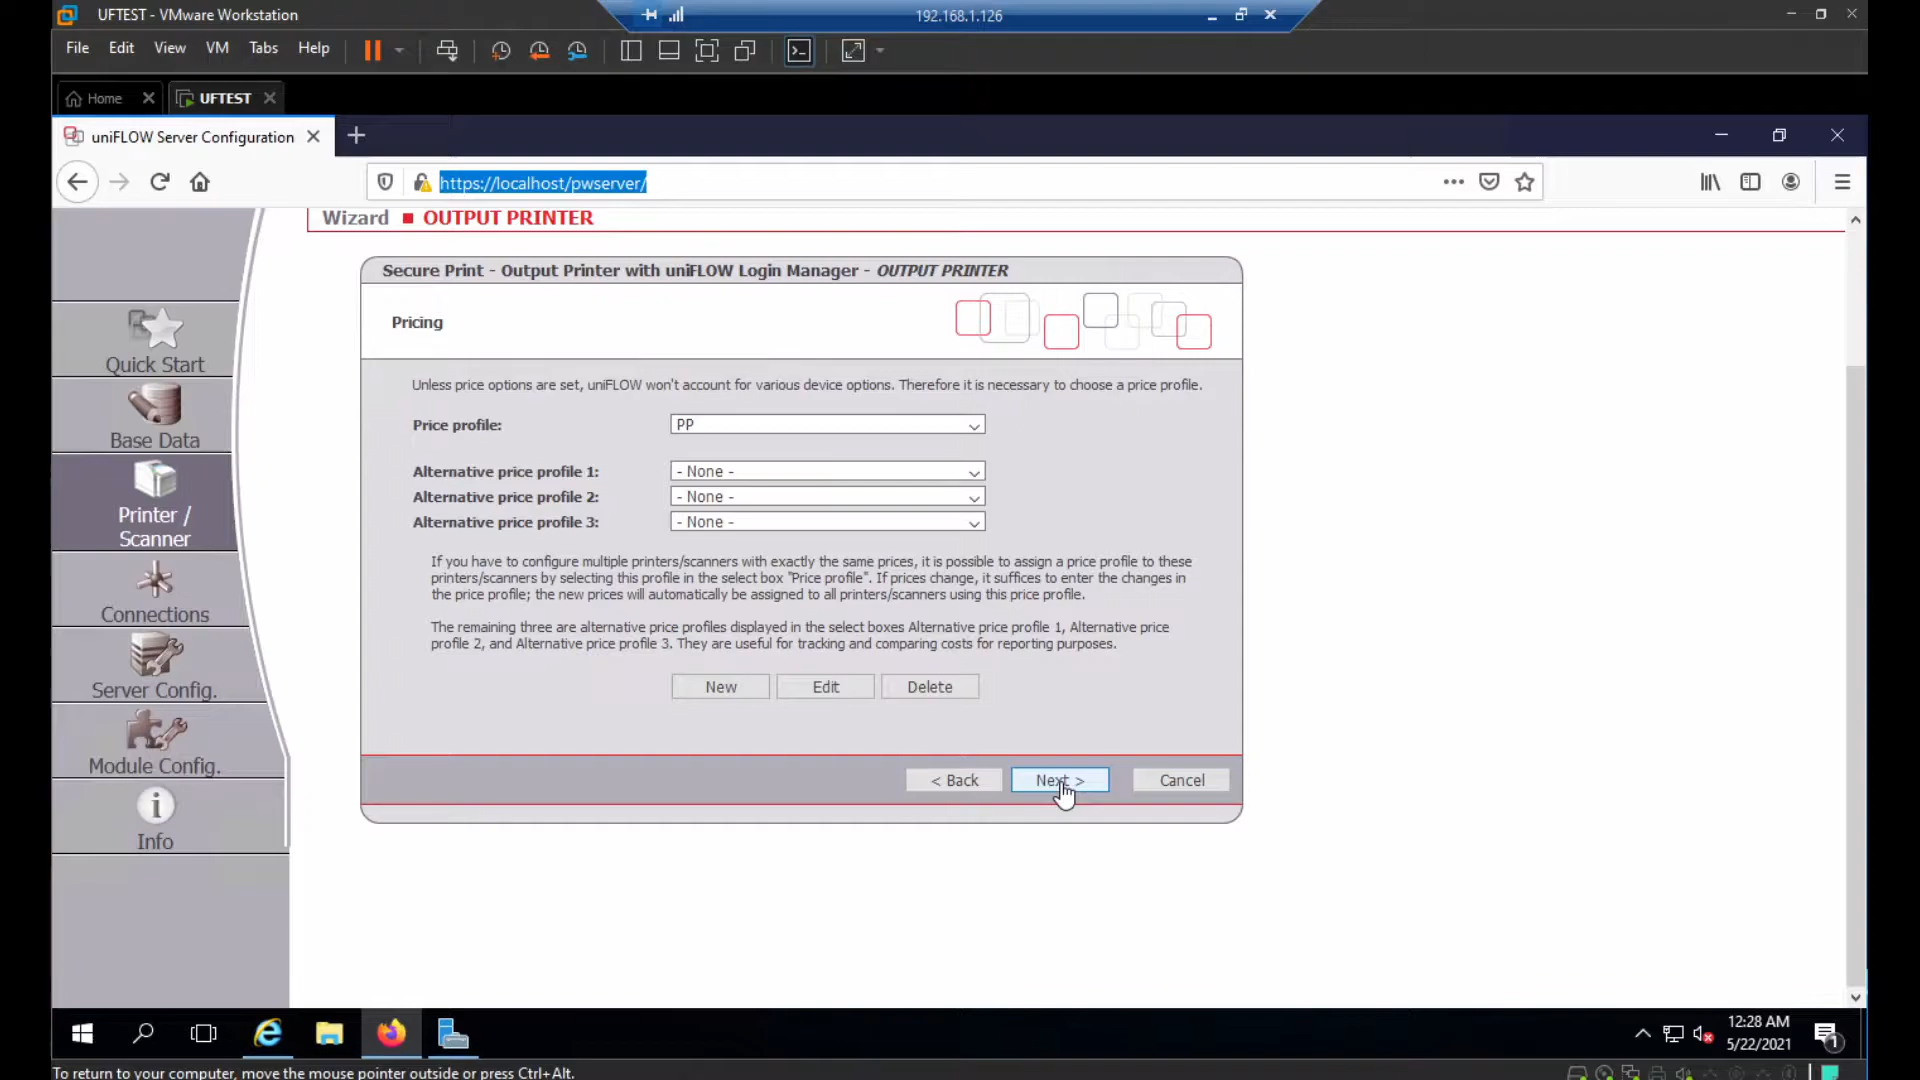 UFTEST - VMware Workstation
192.168.1.126
File Edit View VM Tabs Help
Home
UFTEST
uniFLOW Server Configuration
https://localhost/pwserver/
Wizard OUTPUT PRINTER
Quick Start
Base Data
Printer /
Scanner
Connections
Server Config.
Module Config.
Info
Secure Print - Output Printer with uniFLOW Login Manager - OUTPUT PRINTER
Pricing
Unless price options are set, uniFLOW won't account for various device options. Therefore it is necessary to choose a price profile.
Price profile: PP
Alternative price profile 1: - None -
Alternative price profile 2: - None -
Alternative price profile 3: - None -
If you have to configure multiple printers/scanners with exactly the same prices, it is possible to assign a price profile to these
printers/scanners by selecting this profile in the select box "Price profile". If prices change, it suffices to enter the changes in
the price profile; the new prices will automatically be assigned to all printers/scanners using this price profile.
The remaining three are alternative price profiles displayed in the select boxes Alternative price profile 1, Alternative price
profile 2, and Alternative price profile 3. They are useful for tracking and comparing costs for reporting purposes.
New Edit Delete
< Back Next > Cancel
12:28 AM
5/22/2021
1
To return to your computer, move the mouse pointer outside or press Ctrl+Alt.